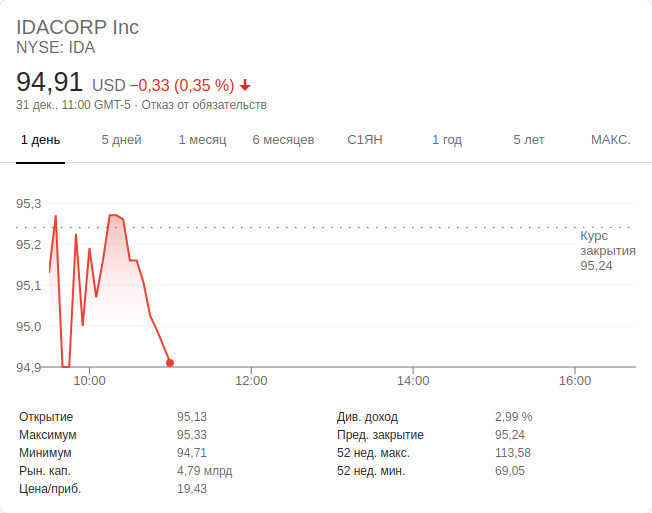 IDACORP Inc
NYSE: IDA
94,91 USD −0,33 (0,35 %)
31 дек., 11:00 GMT-5 · Отказ от обязательств
1 день 5 дней 1 месяц 6 месяцев С1ЯН 1 год 5 лет МАКС.
95,3
95,2
95,1
95,0
94,9
Курс
закрытия
95,24
10:00 12:00 14:00 16:00
Открытие 95,13
Максимум 95,33
Минимум 94,71
Рын. кап. 4,79 млрд
Цена/приб. 19,43
Див. доход 2,99 %
Пред. закрытие 95,24
52 нед. макс. 113,58
52 нед. мин. 69,05